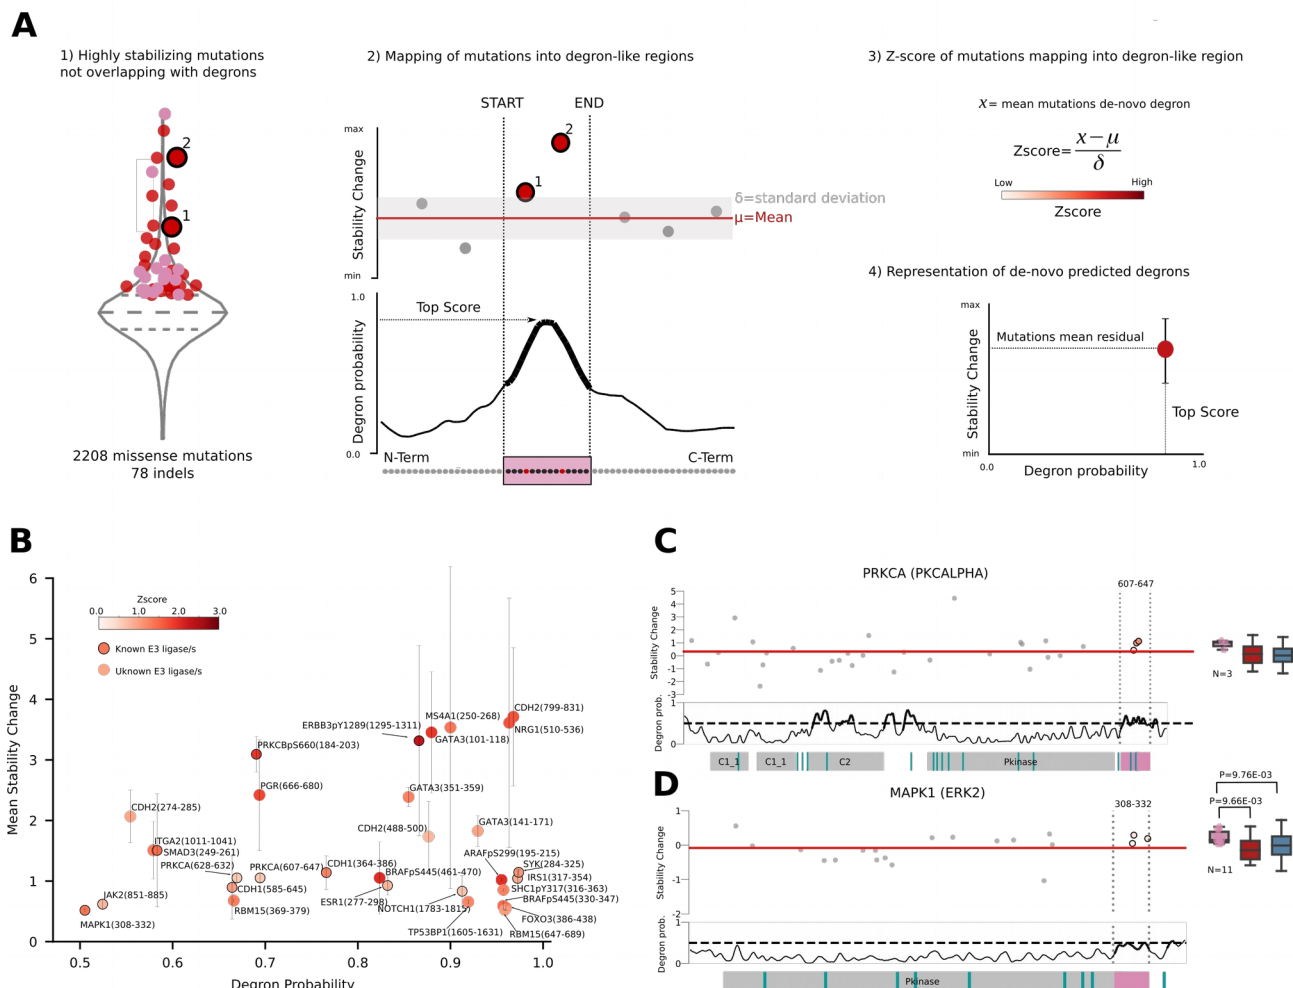 A
1) Highly stabilizing mutations
not overlapping with degrons
2
1
2208 missense mutations
78 indels
2) Mapping of mutations into degron-like regions
START
END
max
Stability Change
min
2
1
δ=standard deviation
μ=Mean
1.0
Degron probability
0.0
Top Score
N-Term
C-Term
3) Z-score of mutations mapping into degron-like region
x= mean mutations de-novo degron
Zscore= x−μ / δ
Low
High
Zscore
4) Representation of de-novo predicted degrons
max
Stability Change
min
Mutations mean residual
Top Score
0.0
1.0
Degron probability
B
Mean Stability Change
6
5
4
3
2
1
0
Zscore
0.0 1.0 2.0 3.0
Known E3 ligase/s
Uknown E3 ligase/s
CDH2(799-831)
MS4A1(250-268)
ERBB3pY1289(1295-1311)
NRG1(510-536)
GATA3(101-118)
PRKCBpS660(184-203)
PGR(666-680)
GATA3(351-359)
CDH2(274-285)
GATA3(141-171)
CDH2(488-500)
ITGA2(1011-1041)
SMAD3(249-261)
ARAFpS299(195-215)
PRKCA(628-632)
PRKCA(607-647)
CDH1(364-386)
SYK(284-325)
BRAFpS445(461-470)
IRS1(317-354)
CDH1(585-645)
SHC1pY317(316-363)
JAK2(851-885)
ESR1(277-298)
BRAFpS445(330-347)
RBM15(369-379)
NOTCH1(1783-1815)
FOXO3(386-438)
MAPK1(308-332)
TP53BP1(1605-1631)
RBM15(647-689)
0.5 0.6 0.7 0.8 0.9 1.0
Degron Probability
C
PRKCA (PKCALPHA)
607-647
Stability Change
5
4
3
2
1
0
-1
-2
-3
N=3
Degron prob.
1
0
C1_1
C1_1
C2
Pkinase
D
MAPK1 (ERK2)
308-332
Stability Change
1
0
-1
-2
P=9.76E-03
P=9.66E-03
N=11
Degron prob.
1
0
Pkinase